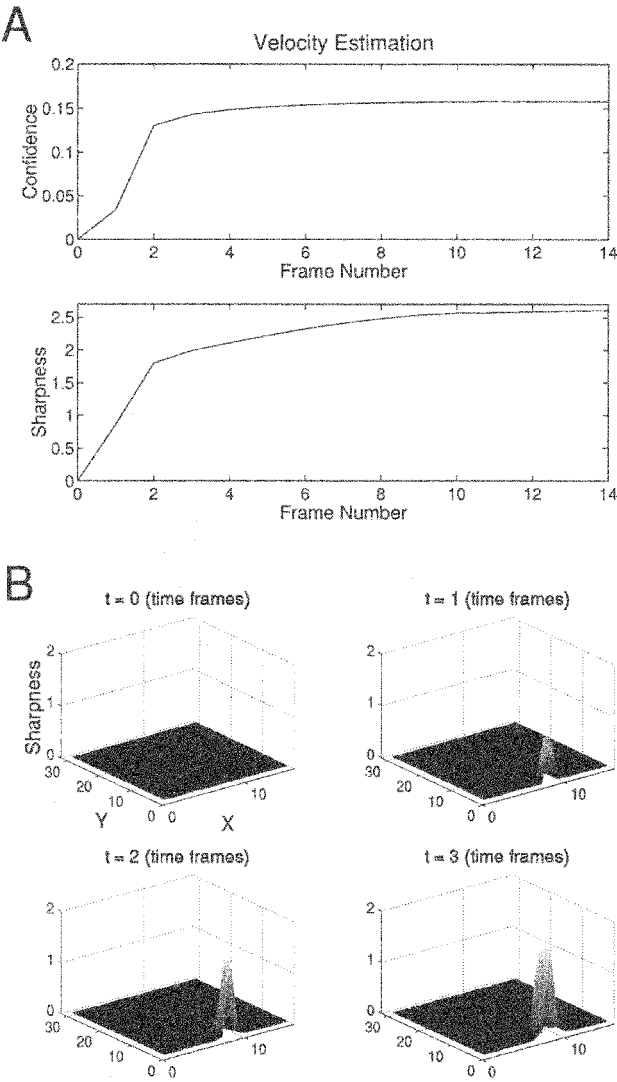 A
Velocity Estimation
0.2
0.15
0.1
0.05
0
Confidence
0 2 4 6 8 10 12 14
Frame Number
2.5
2
1.5
1
0.5
0
Sharpness
0 2 4 6 8 10 12 14
Frame Number
B
t = 0 (time frames)
t = 1 (time frames)
2
1
0
Sharpness
30
20
10
0
Y
0
10
X
2
1
0
30
20
10
0
0
10
t = 2 (time frames)
t = 3 (time frames)
2
1
0
30
20
10
0
0
10
2
1
0
30
20
10
0
0
10